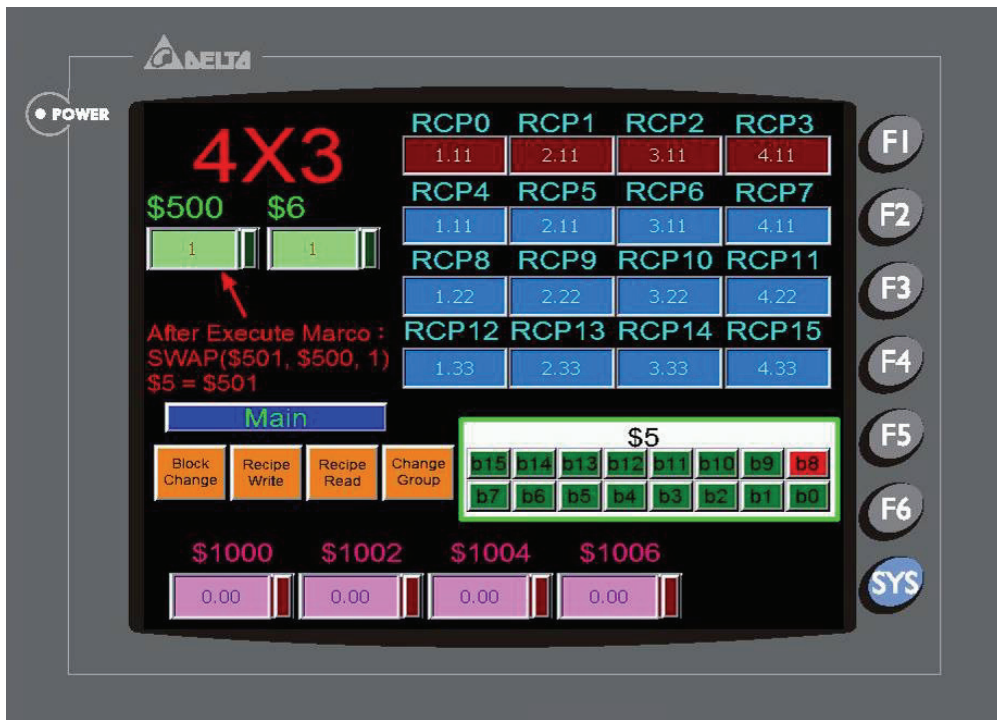 DELTA
POWER
4X3
$500 $6
1 1
After Execute Marco :
SWAP($501, $500, 1)
$5 = $501
RCP0 RCP1 RCP2 RCP3
1.11 2.11 3.11 4.11
RCP4 RCP5 RCP6 RCP7
1.11 2.11 3.11 4.11
RCP8 RCP9 RCP10 RCP11
1.22 2.22 3.22 4.22
RCP12 RCP13 RCP14 RCP15
1.33 2.33 3.33 4.33
Main
Block
Change
Recipe
Write
Recipe
Read
Change
Group
$5
b15 b14 b13 b12 b11 b10 b9 b8
b7 b6 b5 b4 b3 b2 b1 b0
$1000 $1002 $1004 $1006
0.00 0.00 0.00 0.00
F1
F2
F3
F4
F5
F6
SYS